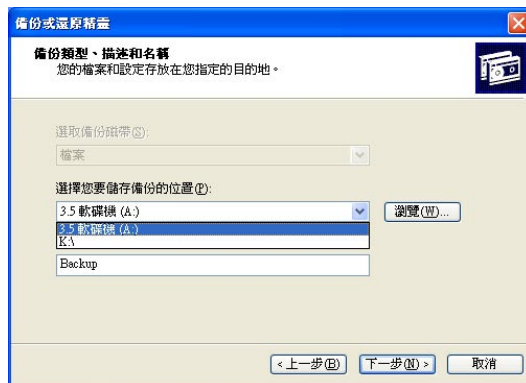 備份或還原精靈
備份類型、描述和名稱
您的檔案和設定存放在您指定的目的地。
選取備份磁帶(S):
檔案
選擇您要儲存備份的位置(P):
3.5 軟碟機 (A:)
瀏覽(W)...
3.5 軟碟機 (A:)
K:\
Backup
<上一步(B)
下一步(N)>
取消